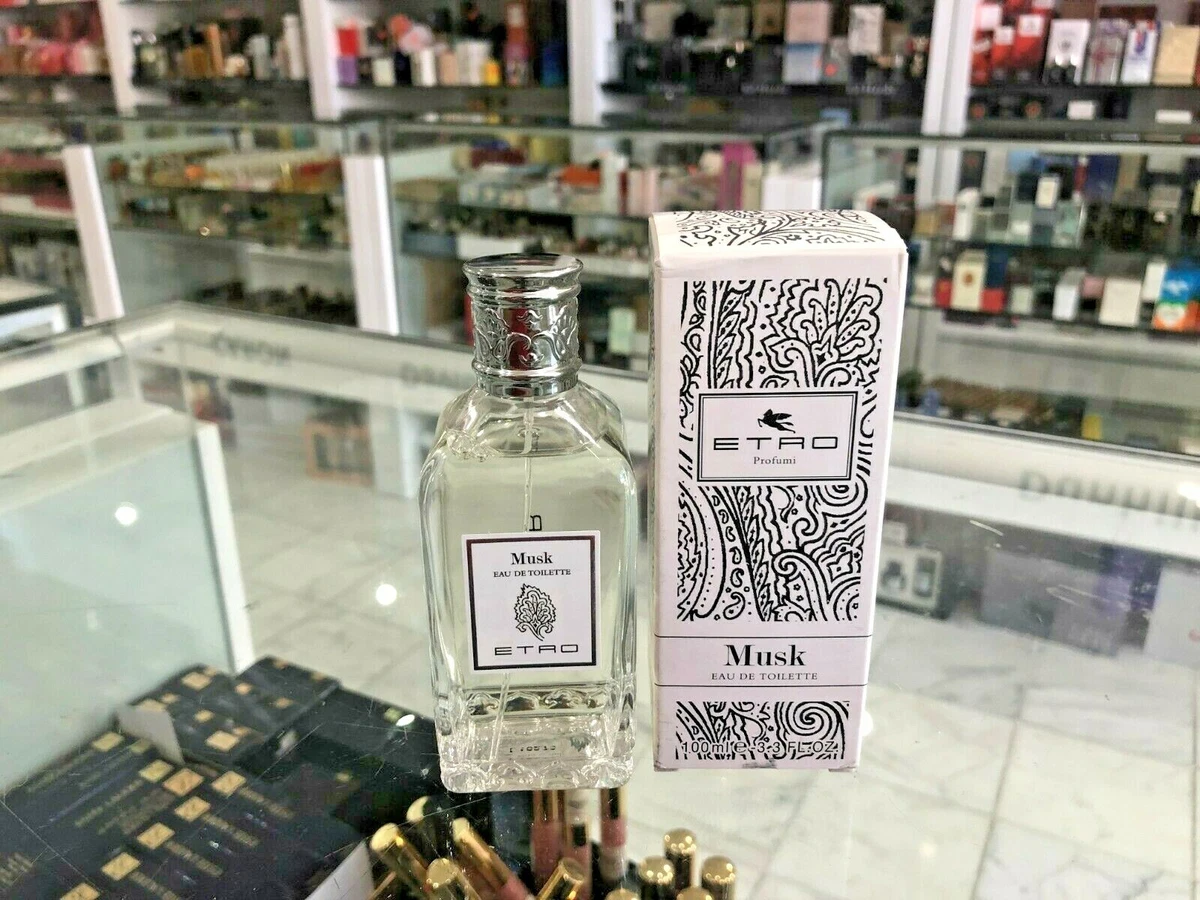 ETRO
Profumi
Musk
EAU DE TOILETTE
100ml e 3.3 FL.OZ.
n
Musk
EAU DE TOILETTE
ETRO